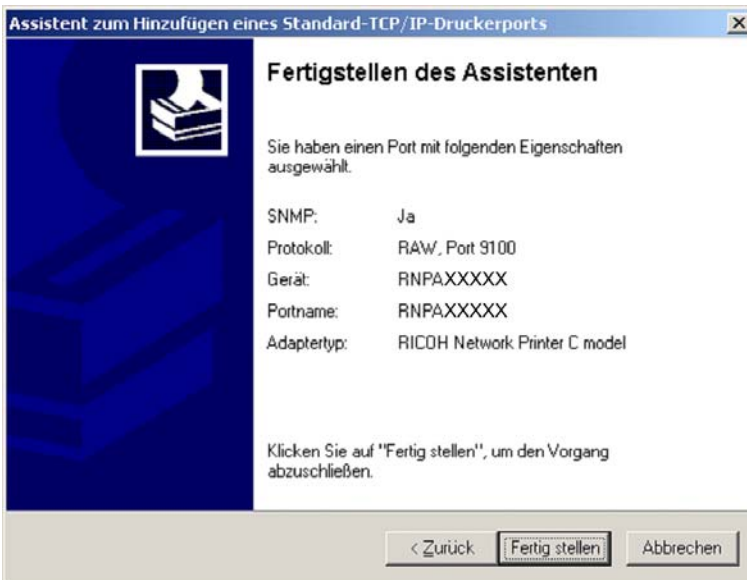 Assistent zum Hinzufügen eines Standard-TCP/IP-Druckerports
Fertigstellen des Assistenten
Sie haben einen Port mit folgenden Eigenschaften
ausgewählt.
SNMP: Ja
Protokoll: RAW, Port 9100
Gerät: RNPAXXXXX
Portname: RNPAXXXXX
Adaptertyp: RICOH Network Printer C model
Klicken Sie auf "Fertig stellen", um den Vorgang
abzuschließen.
< Zurück Fertig stellen Abbrechen